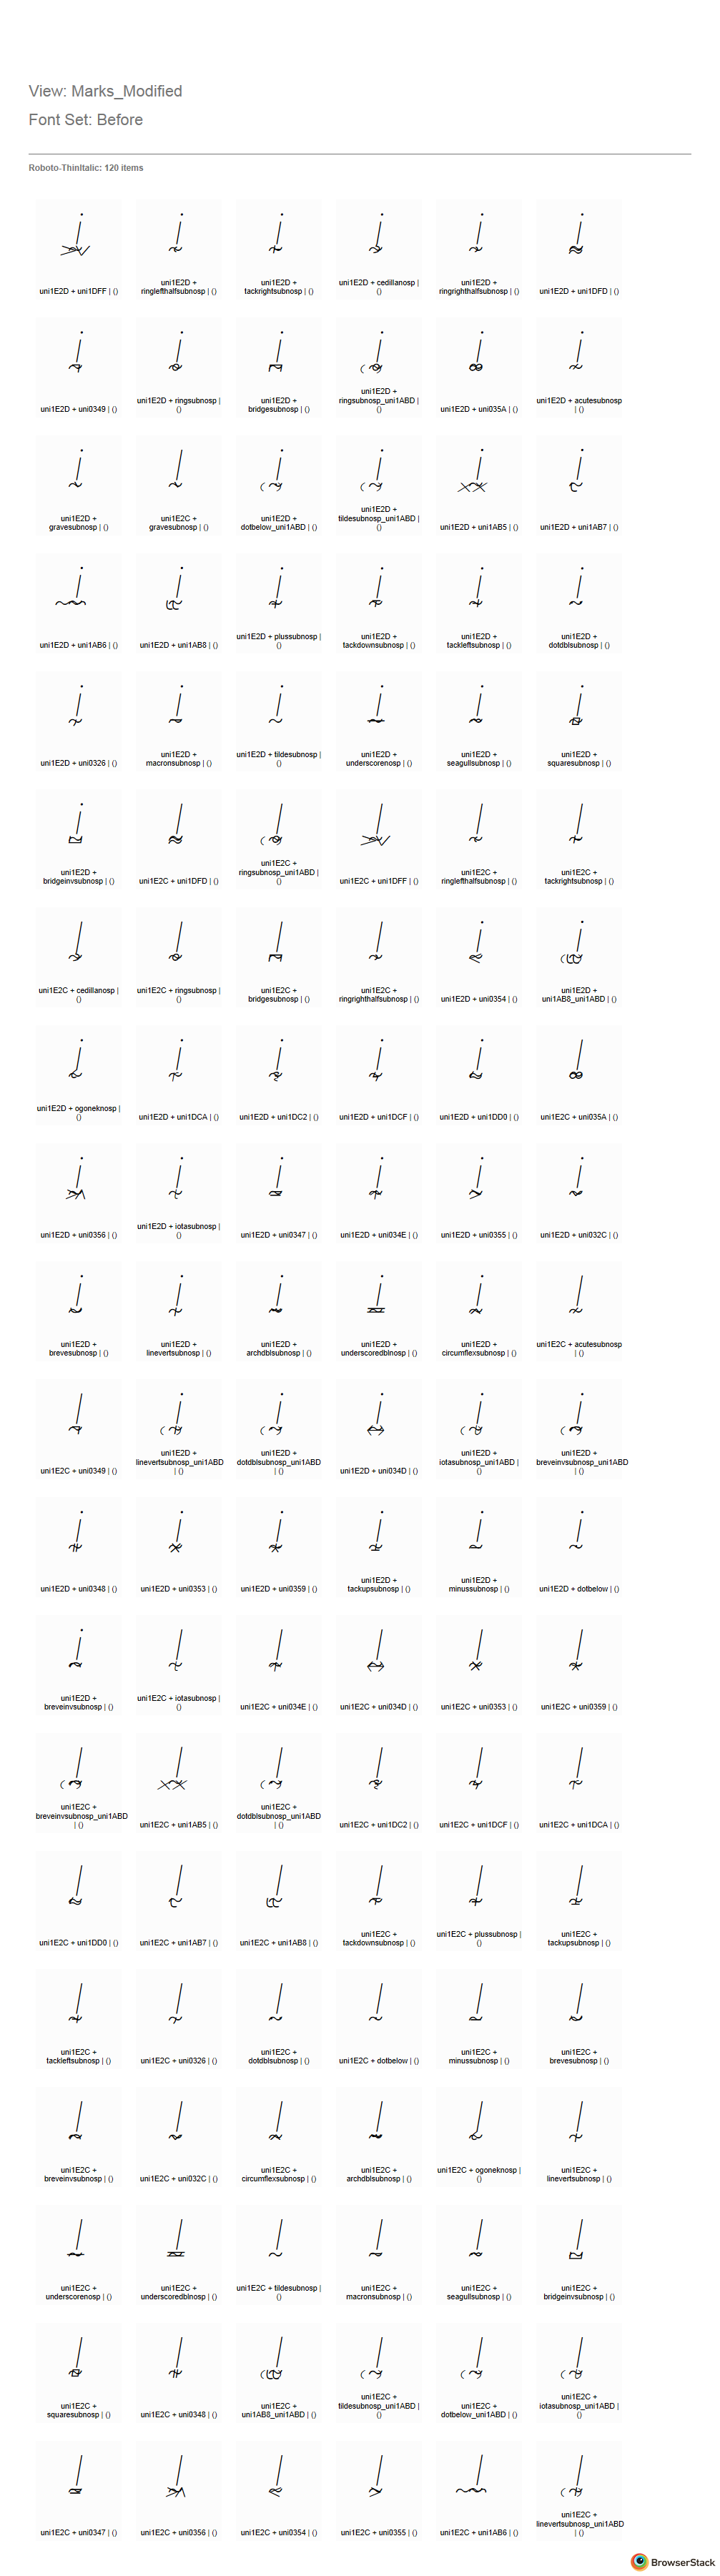 View: Marks_Modified
Font Set: Before
Roboto-ThinItalic: 120 items
uni1E2D + uni1DFF | ()
uni1E2D +
ringlefthalfsubnosp | ()
uni1E2D +
tackrightsubnosp | ()
uni1E2D + cedillanosp |
()
uni1E2D +
ringrighthalfsubnosp | ()
uni1E2D + uni1DFD | ()
uni1E2D + uni0349 | ()
uni1E2D + ringsubnosp |
()
uni1E2D +
bridgesubnosp | ()
uni1E2D +
ringsubnosp_uni1ABD |
()
uni1E2D + uni035A | ()
uni1E2D + acutesubnosp
| ()
uni1E2D +
gravesubnosp | ()
uni1E2C +
gravesubnosp | ()
uni1E2D +
dotbelow_uni1ABD | ()
uni1E2D +
tildesubnosp_uni1ABD |
()
uni1E2D + uni1AB5 | ()
uni1E2D + uni1AB7 | ()
uni1E2D + uni1AB6 | ()
uni1E2D + uni1AB8 | ()
uni1E2D + plussubnosp |
()
uni1E2D +
tackdownsubnosp | ()
uni1E2D +
tackleftsubnosp | ()
uni1E2D +
dotdblsubnosp | ()
uni1E2D + uni0326 | ()
uni1E2D +
macronsubnosp | ()
uni1E2D + tildesubnosp |
()
uni1E2D +
underscorenosp | ()
uni1E2D +
seagullsubnosp | ()
uni1E2D +
squaresubnosp | ()
uni1E2D +
bridgeinvsubnosp | ()
uni1E2C + uni1DFD | ()
uni1E2C +
ringsubnosp_uni1ABD |
()
uni1E2C + uni1DFF | ()
uni1E2C +
ringlefthalfsubnosp | ()
uni1E2C +
tackrightsubnosp | ()
uni1E2C + cedillanosp |
()
uni1E2C + ringsubnosp |
()
uni1E2C +
bridgesubnosp | ()
uni1E2C +
ringrighthalfsubnosp | ()
uni1E2D + uni0354 | ()
uni1E2D +
uni1AB8_uni1ABD | ()
uni1E2D + ogoneknosp |
()
uni1E2D + uni1DCA | ()
uni1E2D + uni1DC2 | ()
uni1E2D + uni1DCF | ()
uni1E2D + uni1DD0 | ()
uni1E2C + uni035A | ()
uni1E2D + uni0356 | ()
uni1E2D + iotasubnosp |
()
uni1E2D + uni0347 | ()
uni1E2D + uni034E | ()
uni1E2D + uni0355 | ()
uni1E2D + uni032C | ()
uni1E2D +
brevesubnosp | ()
uni1E2D +
linevertsubnosp | ()
uni1E2D +
archdblsubnosp | ()
uni1E2D +
underscoredblnosp | ()
uni1E2D +
circumflexsubnosp | ()
uni1E2C + acutesubnosp
| ()
uni1E2C + uni0349 | ()
uni1E2D +
linevertsubnosp_uni1ABD
| ()
uni1E2D +
dotdblsubnosp_uni1ABD
| ()
uni1E2D + uni034D | ()
uni1E2D +
iotasubnosp_uni1ABD |
()
uni1E2D +
breveinvsubnosp_uni1ABD
| ()
uni1E2D + uni0348 | ()
uni1E2D + uni0353 | ()
uni1E2D + uni0359 | ()
uni1E2D +
tackupsubnosp | ()
uni1E2D +
minussubnosp | ()
uni1E2D + dotbelow | ()
uni1E2D +
breveinvsubnosp | ()
uni1E2C + iotasubnosp |
()
uni1E2C + uni034E | ()
uni1E2C + uni034D | ()
uni1E2C + uni0353 | ()
uni1E2C + uni0359 | ()
uni1E2C +
breveinvsubnosp_uni1ABD
| ()
uni1E2C + uni1AB5 | ()
uni1E2C +
dotdblsubnosp_uni1ABD
| ()
uni1E2C + uni1DC2 | ()
uni1E2C + uni1DCF | ()
uni1E2C + uni1DCA | ()
uni1E2C + uni1DD0 | ()
uni1E2C + uni1AB7 | ()
uni1E2C + uni1AB8 | ()
uni1E2C +
tackdownsubnosp | ()
uni1E2C + plussubnosp |
()
uni1E2C +
tackupsubnosp | ()
uni1E2C +
tackleftsubnosp | ()
uni1E2C + uni0326 | ()
uni1E2C +
dotdblsubnosp | ()
uni1E2C + dotbelow | ()
uni1E2C +
minussubnosp | ()
uni1E2C +
brevesubnosp | ()
uni1E2C +
breveinvsubnosp | ()
uni1E2C + uni032C | ()
uni1E2C +
circumflexsubnosp | ()
uni1E2C +
archdblsubnosp | ()
uni1E2C + ogoneknosp |
()
uni1E2C +
linevertsubnosp | ()
uni1E2C +
underscorenosp | ()
uni1E2C +
underscoredblnosp | ()
uni1E2C + tildesubnosp |
()
uni1E2C +
macronsubnosp | ()
uni1E2C +
seagullsubnosp | ()
uni1E2C +
bridgeinvsubnosp | ()
uni1E2C +
squaresubnosp | ()
uni1E2C + uni0348 | ()
uni1E2C +
uni1AB8_uni1ABD | ()
uni1E2C +
tildesubnosp_uni1ABD |
()
uni1E2C +
dotbelow_uni1ABD | ()
uni1E2C +
iotasubnosp_uni1ABD |
()
uni1E2C + uni0347 | ()
uni1E2C + uni0356 | ()
uni1E2C + uni0354 | ()
uni1E2C + uni0355 | ()
uni1E2C + uni1AB6 | ()
uni1E2C +
linevertsubnosp_uni1ABD
| ()
BrowserStack